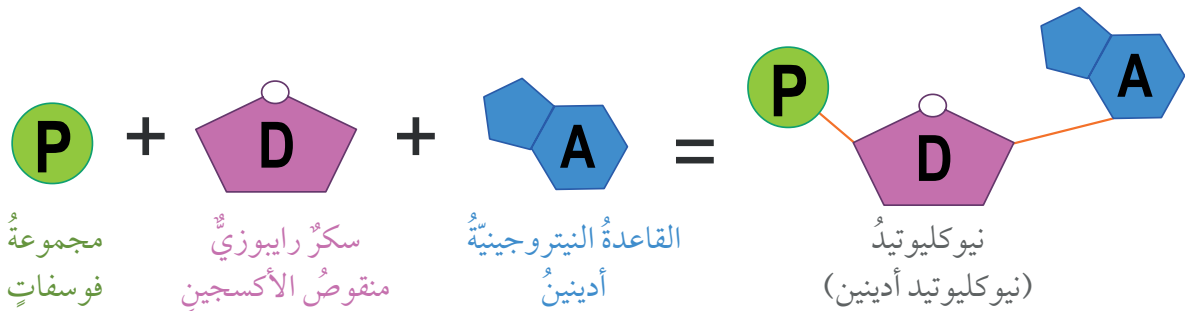 P + D + A = P D A
مجموعةُ
فوسفاتٍ
سكرٌ رايبوزيٌّ
منقوصُ الأكسجينِ
القاعدةُ النيتروجينيّةُ
أدينينُ
نيوكليوتيدُ
(نيوكليوتيد أدينين)